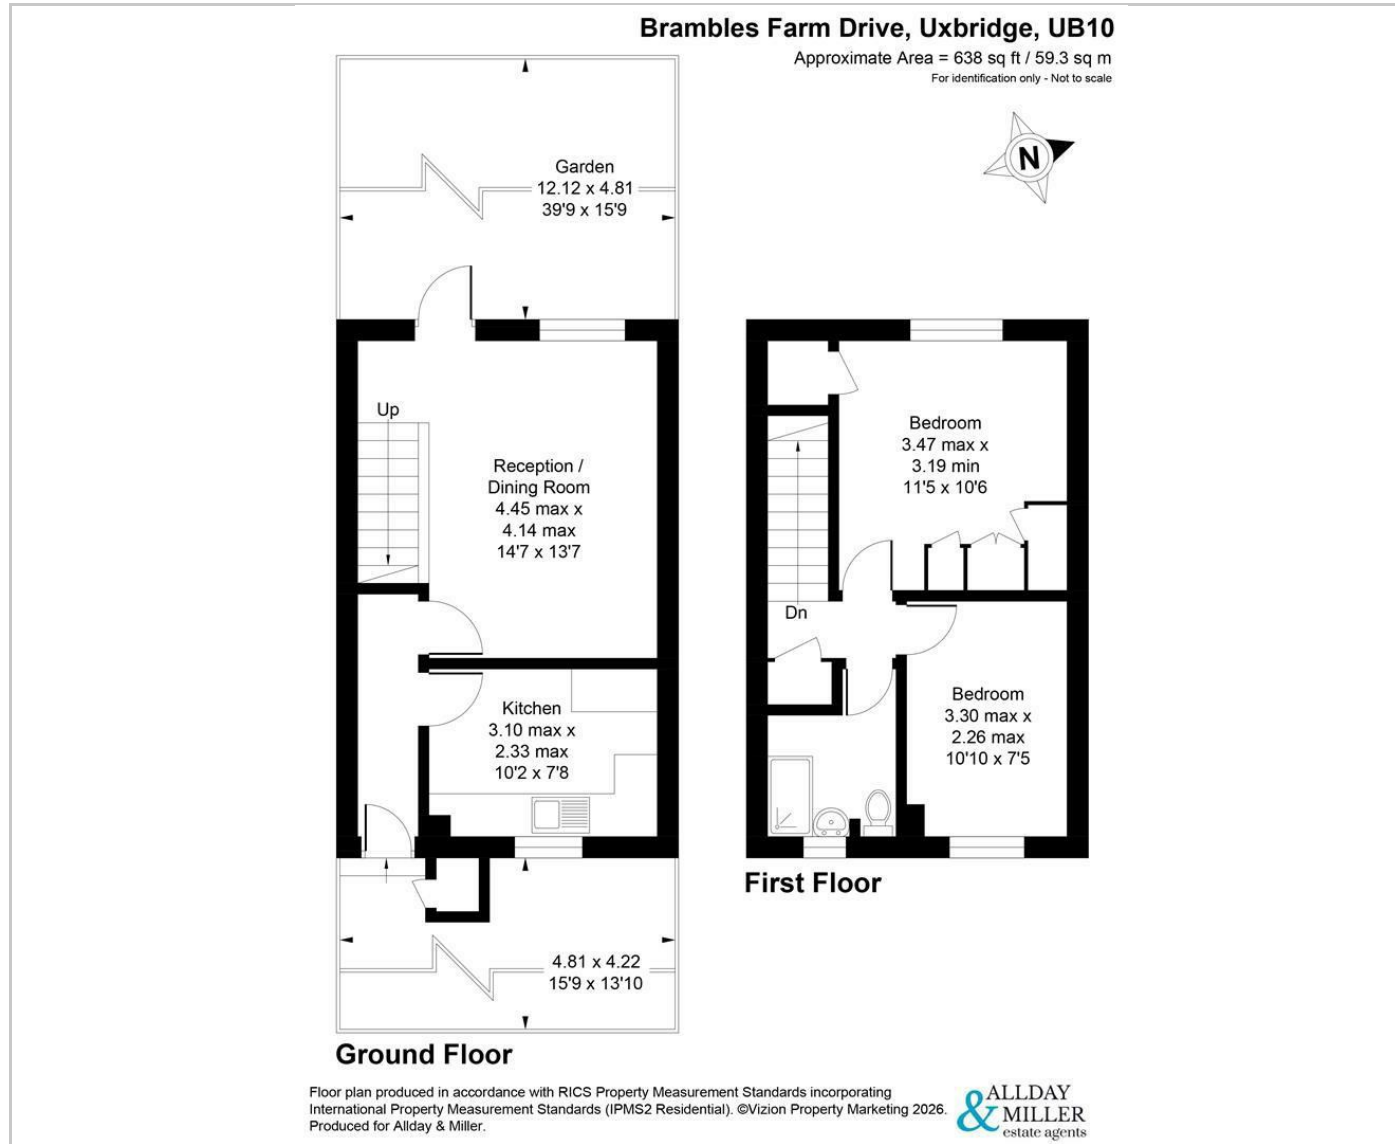 Brambles Farm Drive, Uxbridge, UB10
Approximate Area = 638 sq ft / 59.3 sq m
For identification only - Not to scale
N
Garden
12.12 x 4.81
39'9 x 15'9
Up
Reception /
Dining Room
4.45 max x
4.14 max
14'7 x 13'7
Kitchen
3.10 max x
2.33 max
10'2 x 7'8
4.81 x 4.22
15'9 x 13'10
Ground Floor
Bedroom
3.47 max x
3.19 min
11'5 x 10'6
Dn
Bedroom
3.30 max x
2.26 max
10'10 x 7'5
First Floor
Floor plan produced in accordance with RICS Property Measurement Standards incorporating
International Property Measurement Standards (IPMS2 Residential). ©Vizion Property Marketing 2026.
Produced for Allday & Miller.
ALLDAY
& MILLER
estate agents